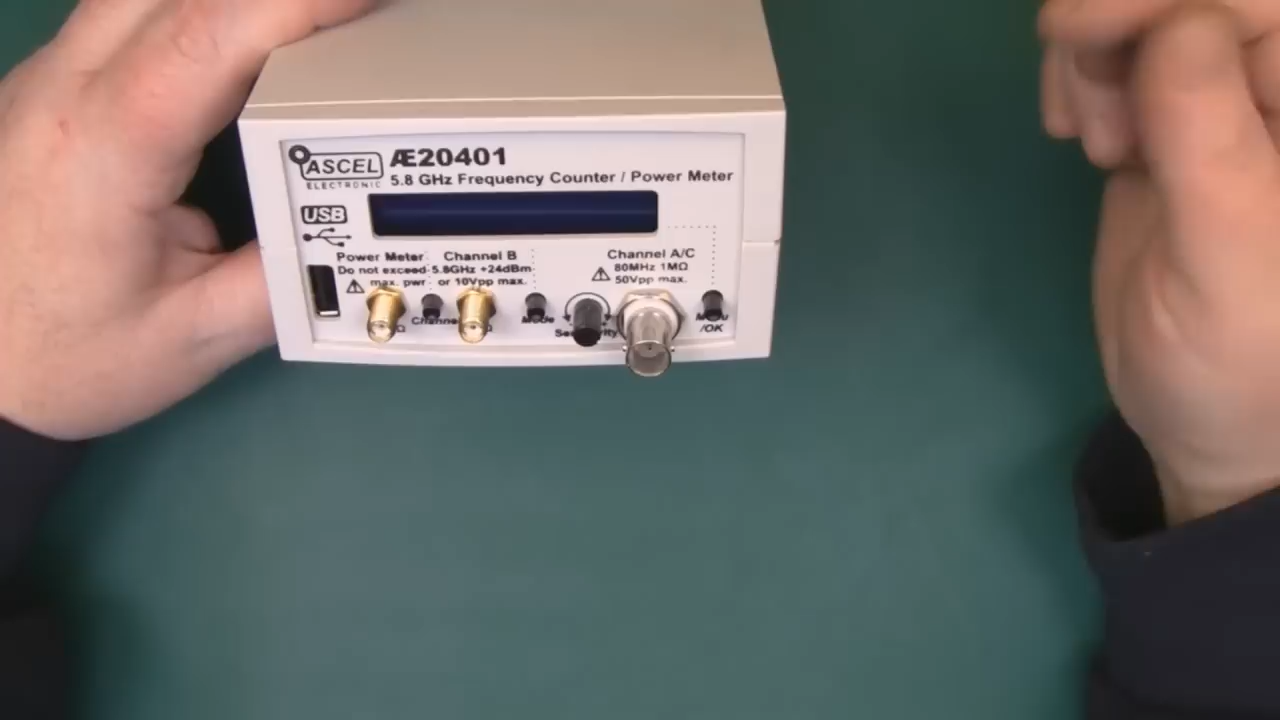 ASCEL
ELECTRONIC
Æ20401
5.8 GHz Frequency Counter / Power Meter
USB
Power Meter
Channel B
Channel A/C
Do not exceed
5.8GHz +24dBm
80MHz 1MΩ
max. pwr
or 10Vpp max.
50Vpp max.
/OK